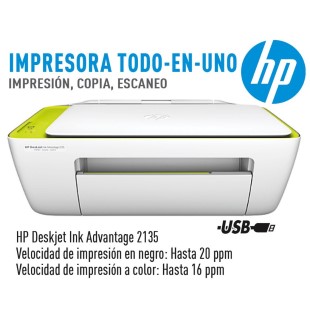 IMPRESORA TODO-EN-UNO
IMPRESIÓN, COPIA, ESCANEO
hp
USB
HP Deskjet Ink Advantage 2135
Velocidad de impresión en negro: Hasta 20 ppm
Velocidad de impresión a color: Hasta 16 ppm